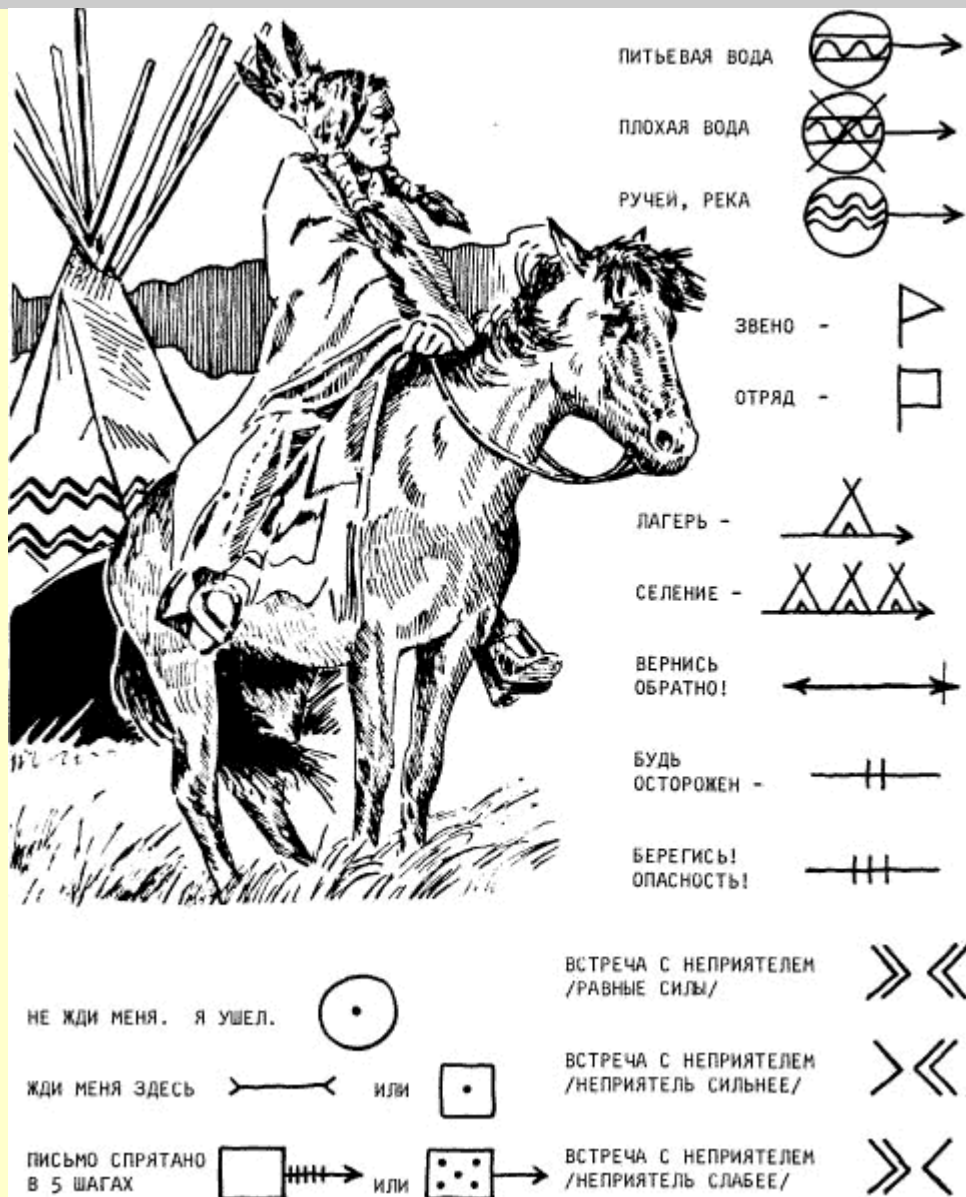 ПИТЬЕВАЯ ВОДА
ПЛОХАЯ ВОДА
РУЧЕЙ, РЕКА
ЗВЕНО -
ОТРЯД -
ЛАГЕРЬ -
СЕЛЕНИЕ -
ВЕРНИСЬ
ОБРАТНО!
БУДЬ
ОСТОРОЖЕН -
БЕРЕГИСЬ!
ОПАСНОСТЬ!
НЕ ЖДИ МЕНЯ. Я УШЕЛ.
ЖДИ МЕНЯ ЗДЕСЬ ИЛИ
ПИСЬМО СПРЯТАНО
В 5 ШАГАХ ИЛИ
ВСТРЕЧА С НЕПРИЯТЕЛЕМ
/РАВНЫЕ СИЛЫ/
ВСТРЕЧА С НЕПРИЯТЕЛЕМ
/НЕПРИЯТЕЛЬ СИЛЬНЕЕ/
ВСТРЕЧА С НЕПРИЯТЕЛЕМ
/НЕПРИЯТЕЛЬ СЛАБЕЕ/